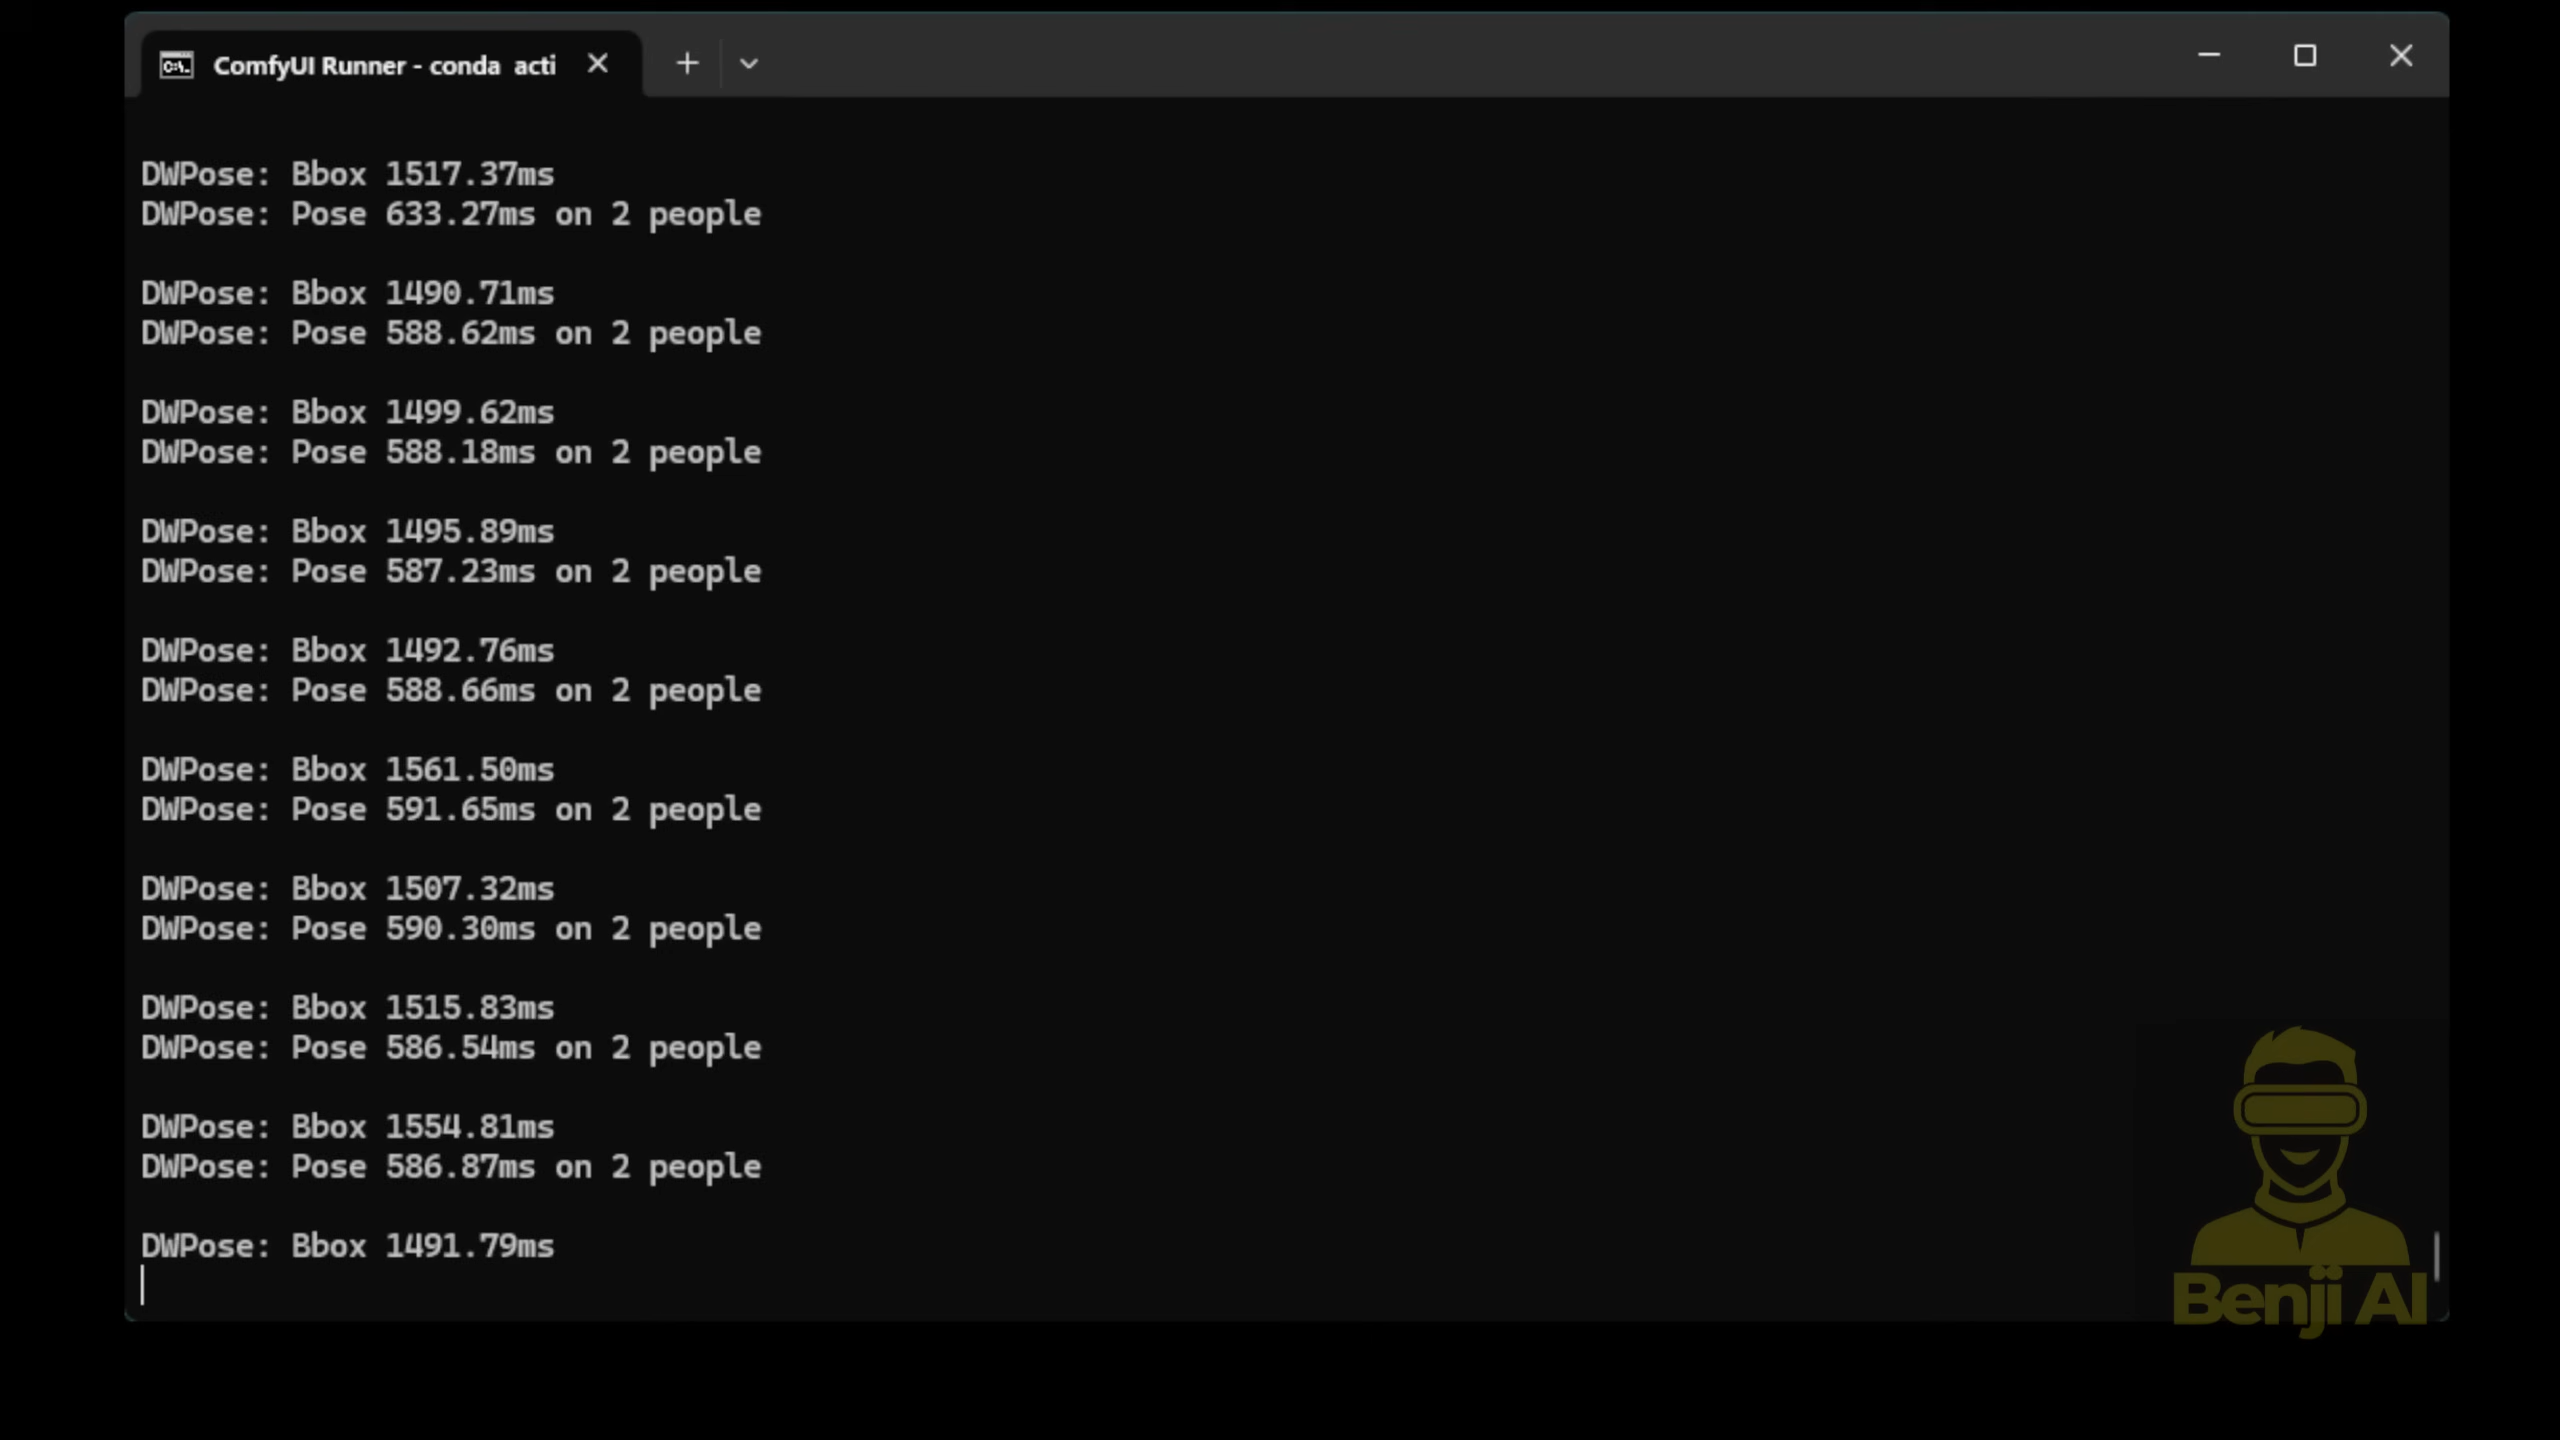 ComfyUI Runner - conda acti
DWPose: Bbox 1517.37ms
DWPose: Pose 633.27ms on 2 people
DWPose: Bbox 1490.71ms
DWPose: Pose 588.62ms on 2 people
DWPose: Bbox 1499.62ms
DWPose: Pose 588.18ms on 2 people
DWPose: Bbox 1495.89ms
DWPose: Pose 587.23ms on 2 people
DWPose: Bbox 1492.76ms
DWPose: Pose 588.66ms on 2 people
DWPose: Bbox 1561.50ms
DWPose: Pose 591.65ms on 2 people
DWPose: Bbox 1507.32ms
DWPose: Pose 590.30ms on 2 people
DWPose: Bbox 1515.83ms
DWPose: Pose 586.54ms on 2 people
DWPose: Bbox 1554.81ms
DWPose: Pose 586.87ms on 2 people
DWPose: Bbox 1491.79ms
Benji AI